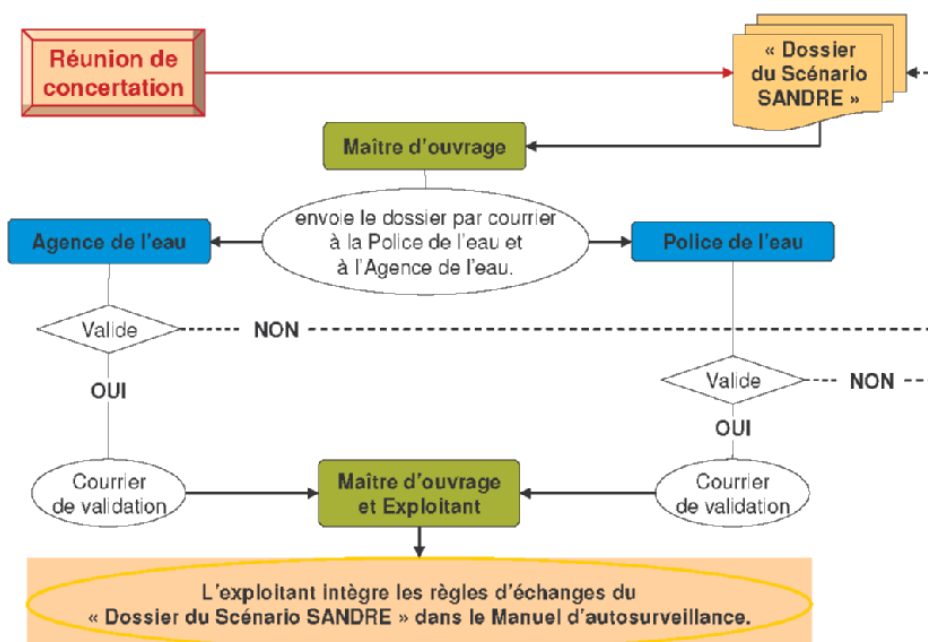 Réunion de
concertation
« Dossier
du Scénario
SANDRE »
Maître d'ouvrage
envoie le dossier par courrier
à la Police de l'eau et
à l'Agence de l'eau.
Agence de l'eau
Police de l'eau
Valide
NON
OUI
Valide
NON
OUI
Courrier
de validation
Maître d'ouvrage
et Exploitant
Courrier
de validation
L'exploitant intègre les règles d'échanges du
« Dossier du Scénario SANDRE » dans le Manuel d'autosurveillance.